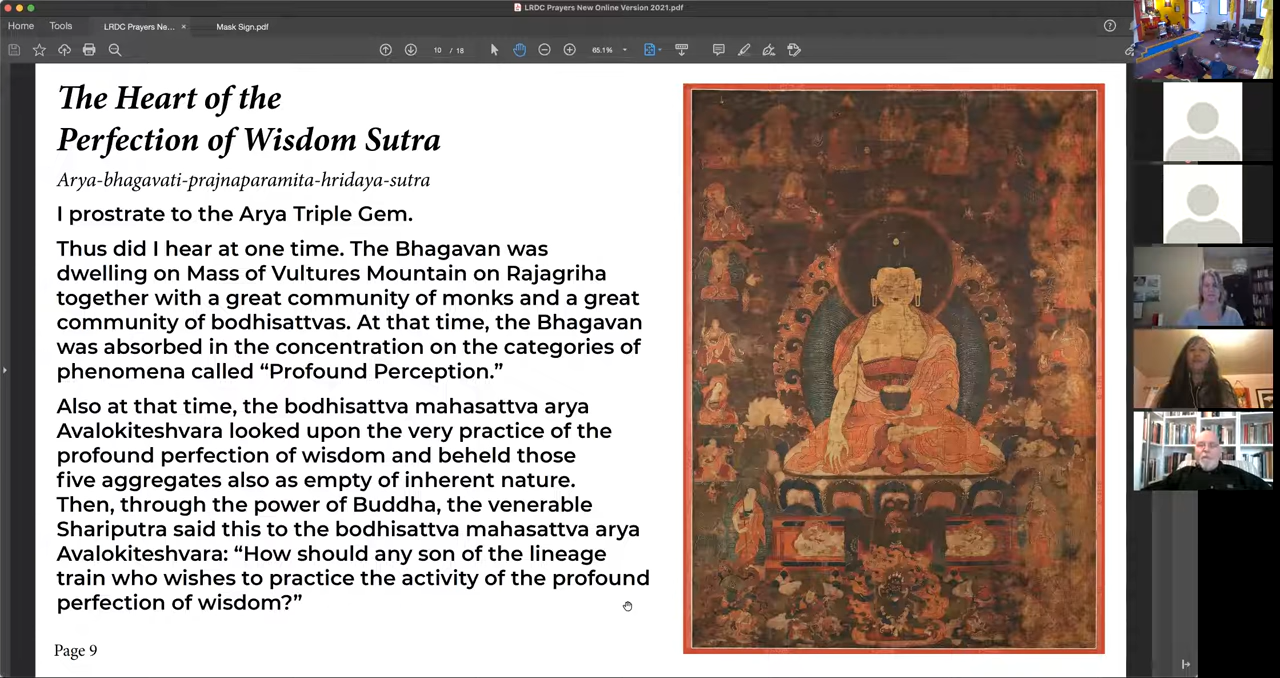 LRDC Prayers New Online Version 2021.pdf
Home Tools LRDC Prayers Ne... × Mask Sign.pdf
10 / 18 65.1%
The Heart of the
Perfection of Wisdom Sutra
Arya-bhagavati-prajnaparamita-hridaya-sutra
I prostrate to the Arya Triple Gem.
Thus did I hear at one time. The Bhagavan was
dwelling on Mass of Vultures Mountain on Rajagriha
together with a great community of monks and a great
community of bodhisattvas. At that time, the Bhagavan
was absorbed in the concentration on the categories of
phenomena called “Profound Perception.”
Also at that time, the bodhisattva mahasattva arya
Avalokiteshvara looked upon the very practice of the
profound perfection of wisdom and beheld those
five aggregates also as empty of inherent nature.
Then, through the power of Buddha, the venerable
Shariputra said this to the bodhisattva mahasattva arya
Avalokiteshvara: “How should any son of the lineage
train who wishes to practice the activity of the profound
perfection of wisdom?”
Page 9